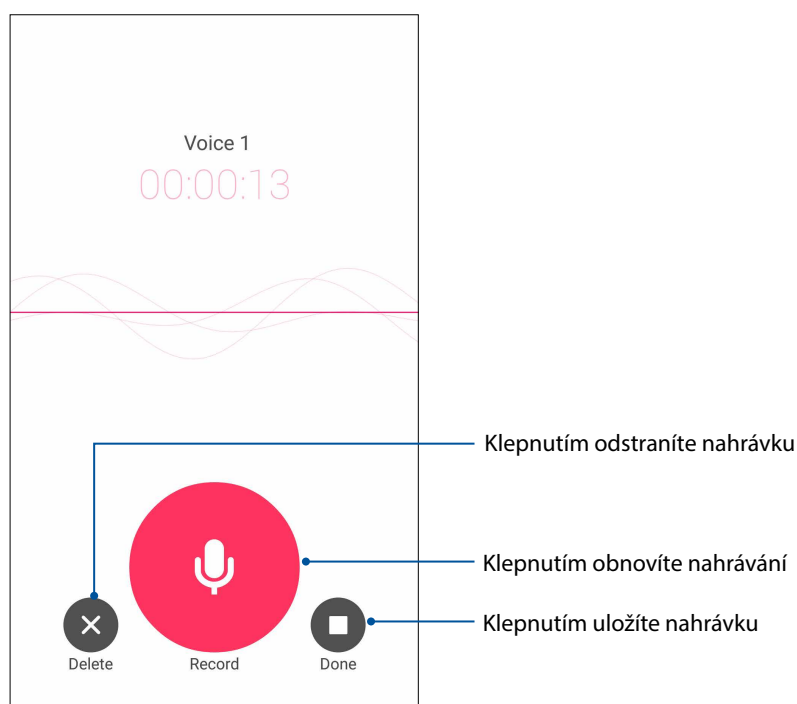 Voice 1
00:00:13
Klepnutím odstraníte nahrávku
Klepnutím obnovíte nahrávání
Klepnutím uložíte nahrávku
Delete
Record
Done